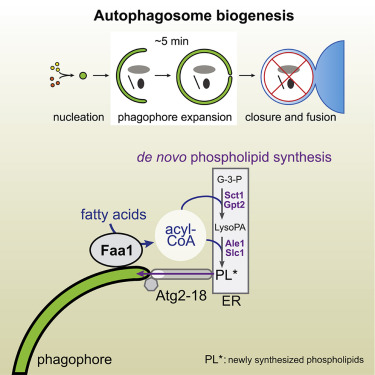 Autophagosome biogenesis
~5 min
nucleation
phagophore expansion
closure and fusion
de novo phospholipid synthesis
G-3-P
Sct1
Gpt2
fatty acids
acyl-
CoA
LysoPA
Faa1
Ale1
Slc1
PL*
Atg2-18
ER
phagophore
PL*: newly synthesized phospholipids